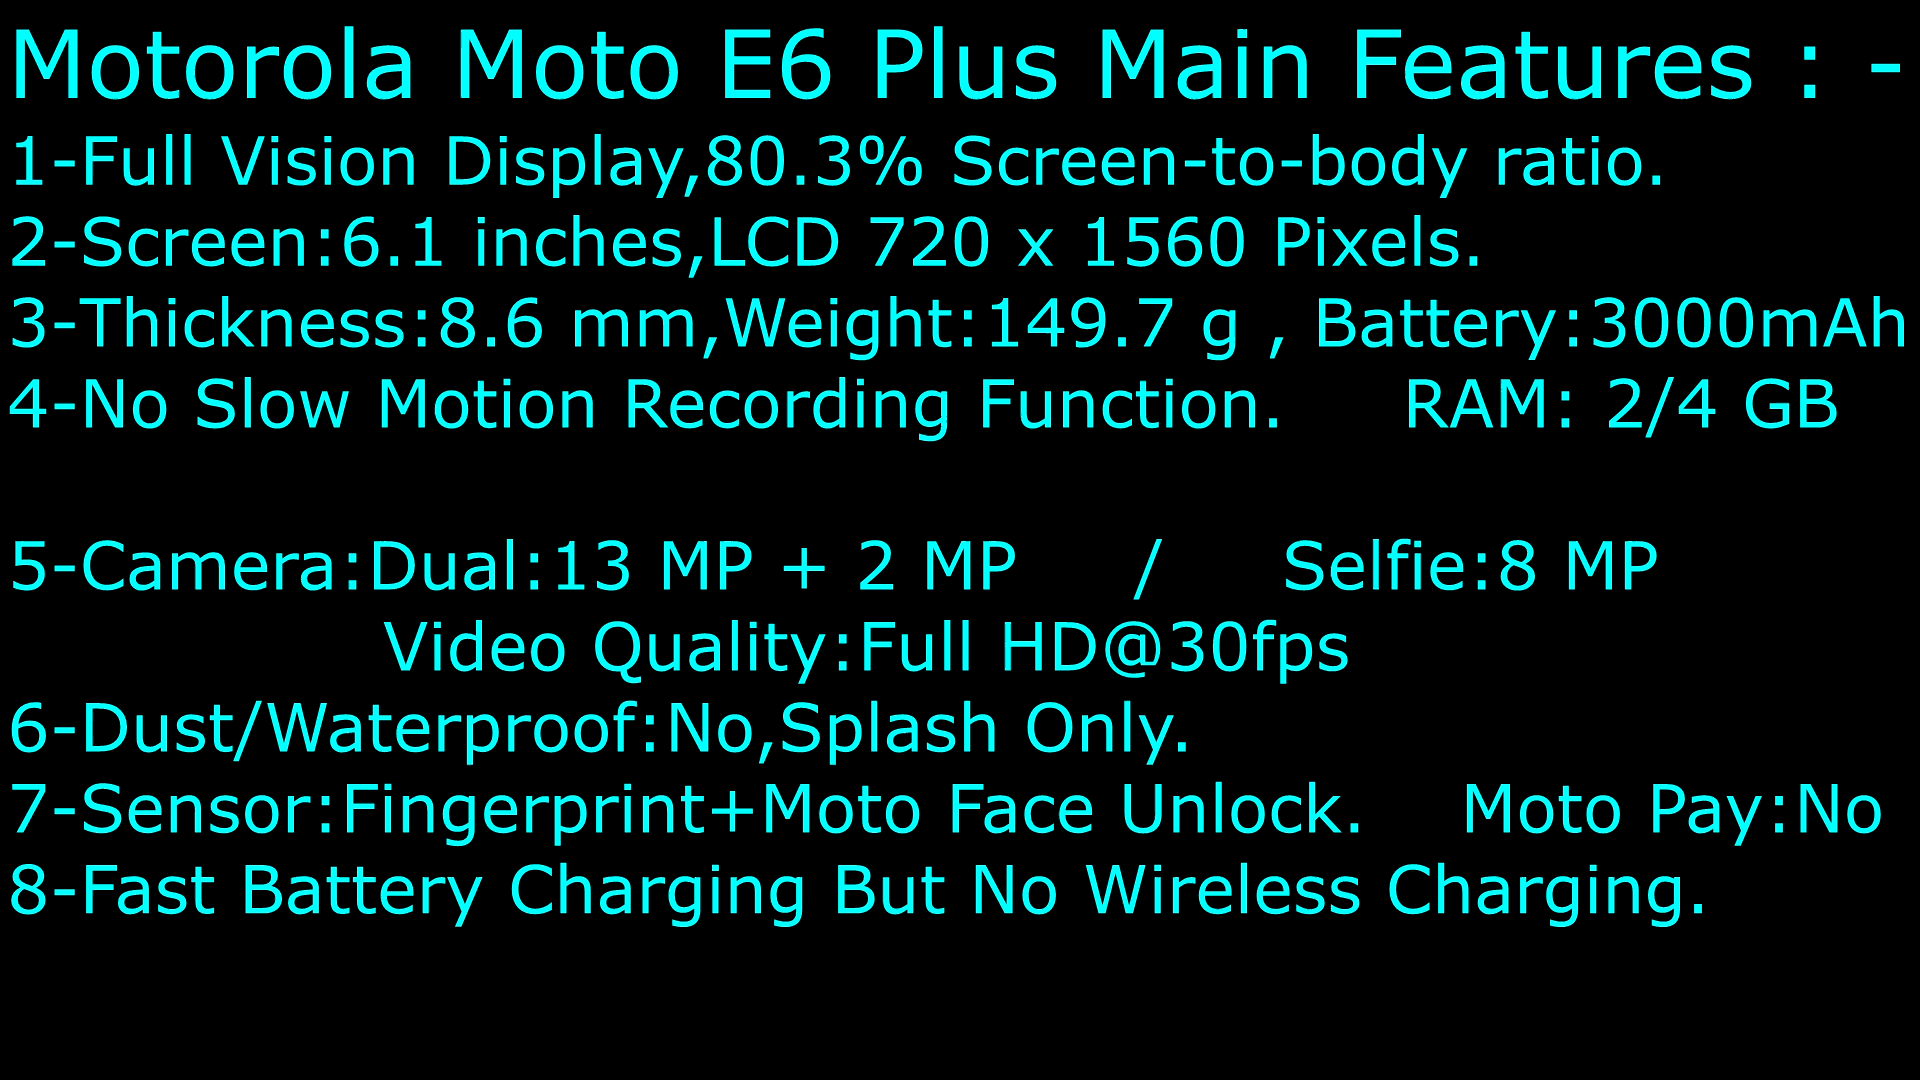 Motorola Moto E6 Plus Main Features : -
1-Full Vision Display,80.3% Screen-to-body ratio.
2-Screen:6.1 inches,LCD 720 x 1560 Pixels.
3-Thickness:8.6 mm,Weight:149.7 g , Battery:3000mAh
4-No Slow Motion Recording Function. RAM: 2/4 GB
5-Camera:Dual:13 MP + 2 MP / Selfie:8 MP
Video Quality:Full HD@30fps
6-Dust/Waterproof:No,Splash Only.
7-Sensor:Fingerprint+Moto Face Unlock. Moto Pay:No
8-Fast Battery Charging But No Wireless Charging.